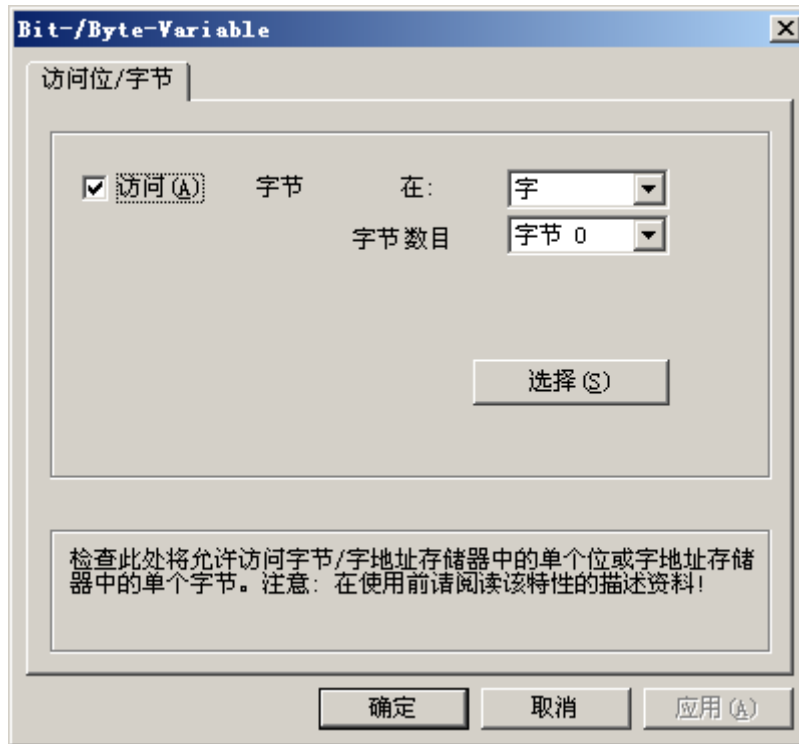 Bit-/Byte-Variable
访问位/字节
访问(A) 字节 在: 字
字节数目 字节 0
选择(S)
检查此处将允许访问字节/字地址存储器中的单个位或字地址存储
器中的单个字节。注意: 在使用前请阅读该特性的描述资料!
确定 取消 应用(A)